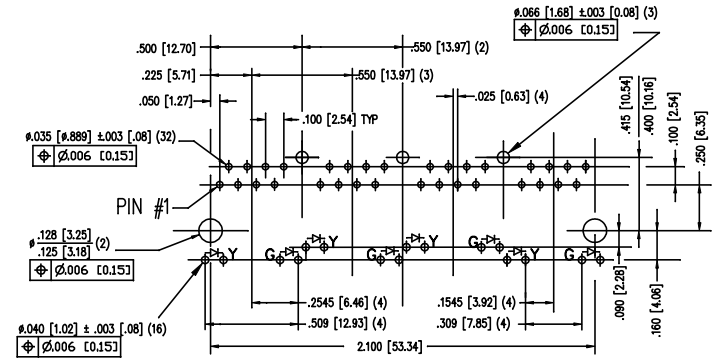 ø.066 [1.68] ±.003 [0.08] (3)
⌖ Ø.006 [0.15]
.500 [12.70]
.550 [13.97] (2)
.225 [5.71]
.550 [13.97] (3)
.050 [1.27]
.025 [0.63] (4)
.100 [2.54] TYP
.415 [10.54]
.400 [10.16]
.100 [2.54]
.250 [6.35]
ø.035 [ø.889] ±.003 [.08] (32)
⌖ Ø.006 [0.15]
PIN #1
ø .128 [3.25] (2)
.125 [3.18]
⌖ Ø.006 [0.15]
Y G Y G Y G Y G
.2545 [6.46] (4)
.1545 [3.92] (4)
.509 [12.93] (4)
.309 [7.85] (4)
.090 [2.28]
.160 [4.06]
ø.040 [1.02] ± .003 [.08] (16)
⌖ Ø.006 [0.15]
2.100 [53.34]